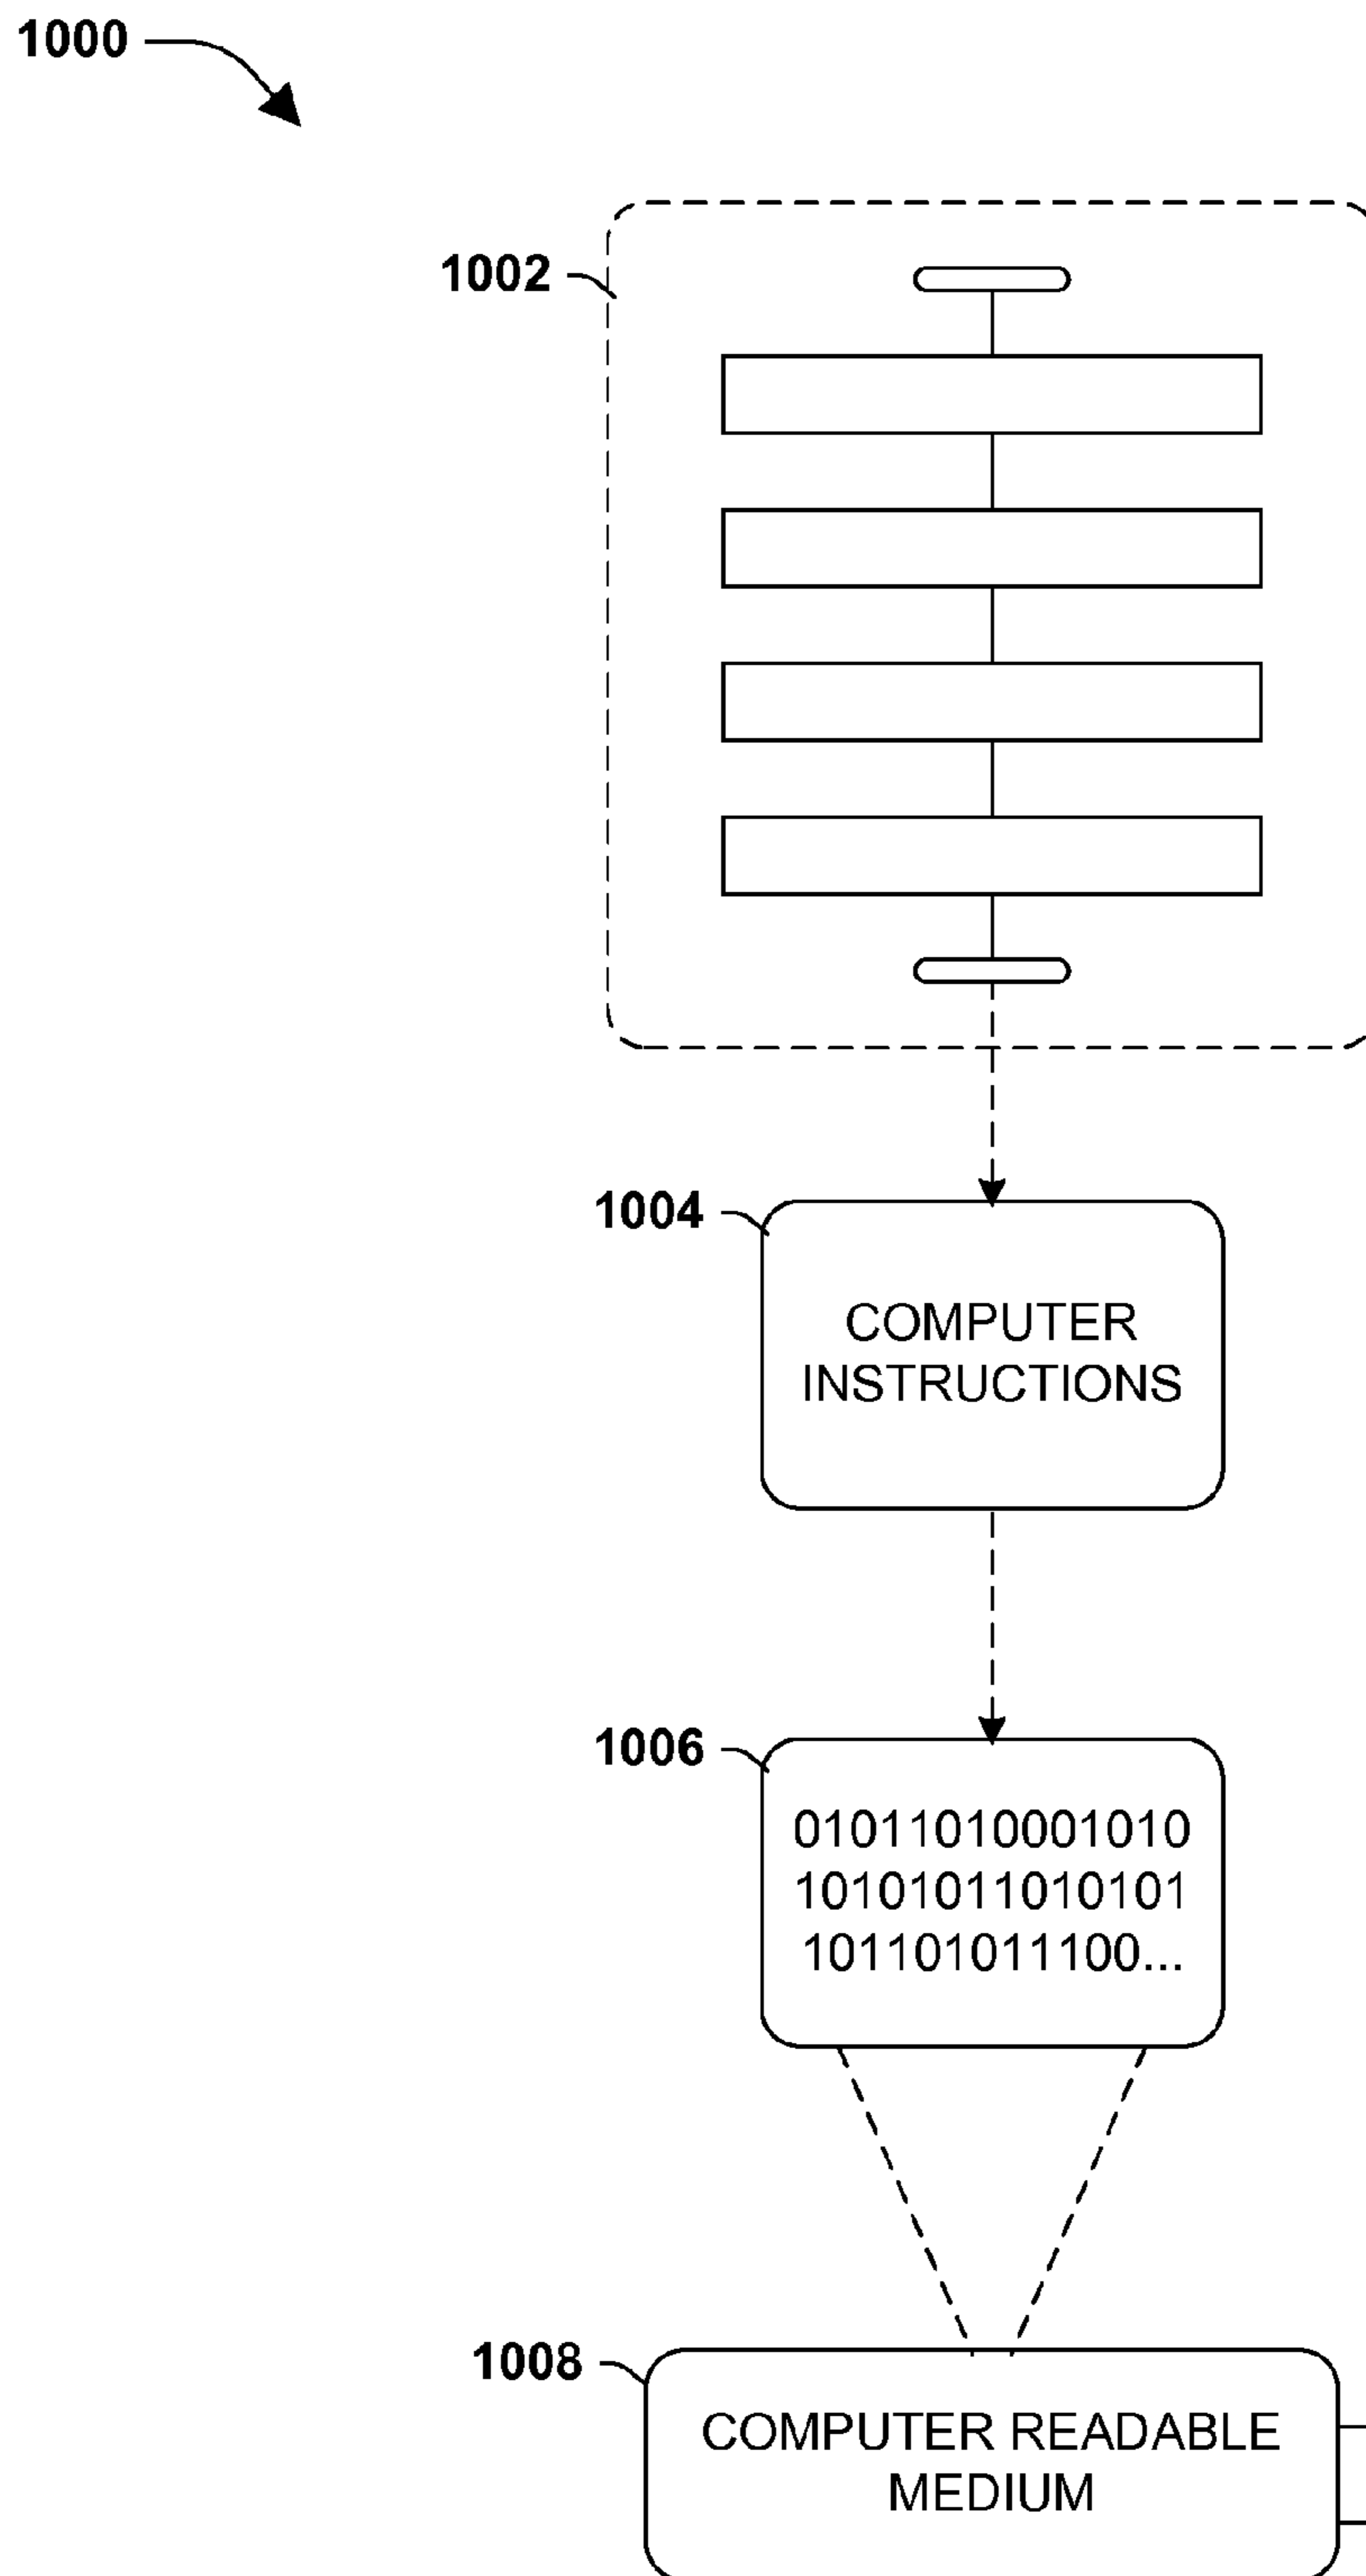 1000
1002
1004
COMPUTER
INSTRUCTIONS
1006
01011010001010
10101011010101
101101011100...
1008
COMPUTER READABLE
MEDIUM